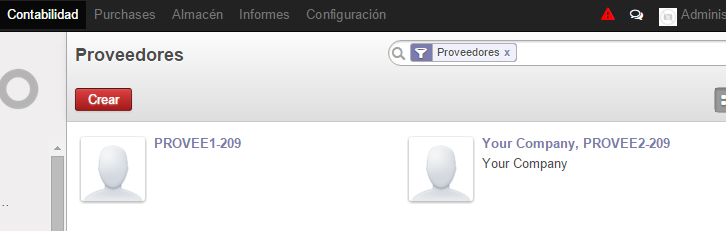 Contabilidad Purchases Almacén Informes Configuración Adminis
Proveedores
Proveedores x
Crear
PROVEE1-209
Your Company, PROVEE2-209
Your Company
..